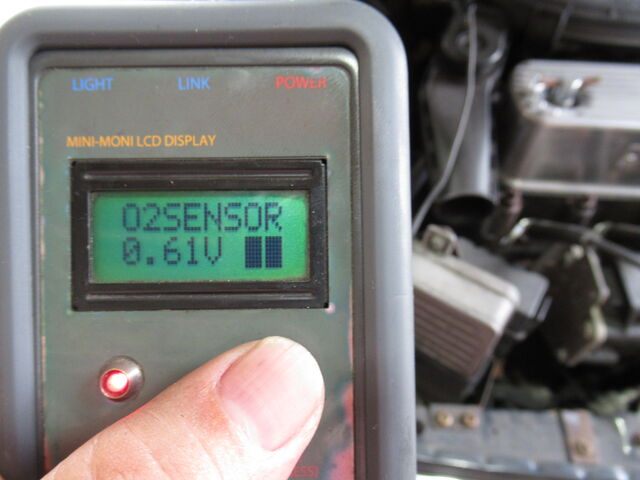 LIGHT LINK POWER
MINI-MONI LCD DISPLAY
O2SENSOR
0.61V